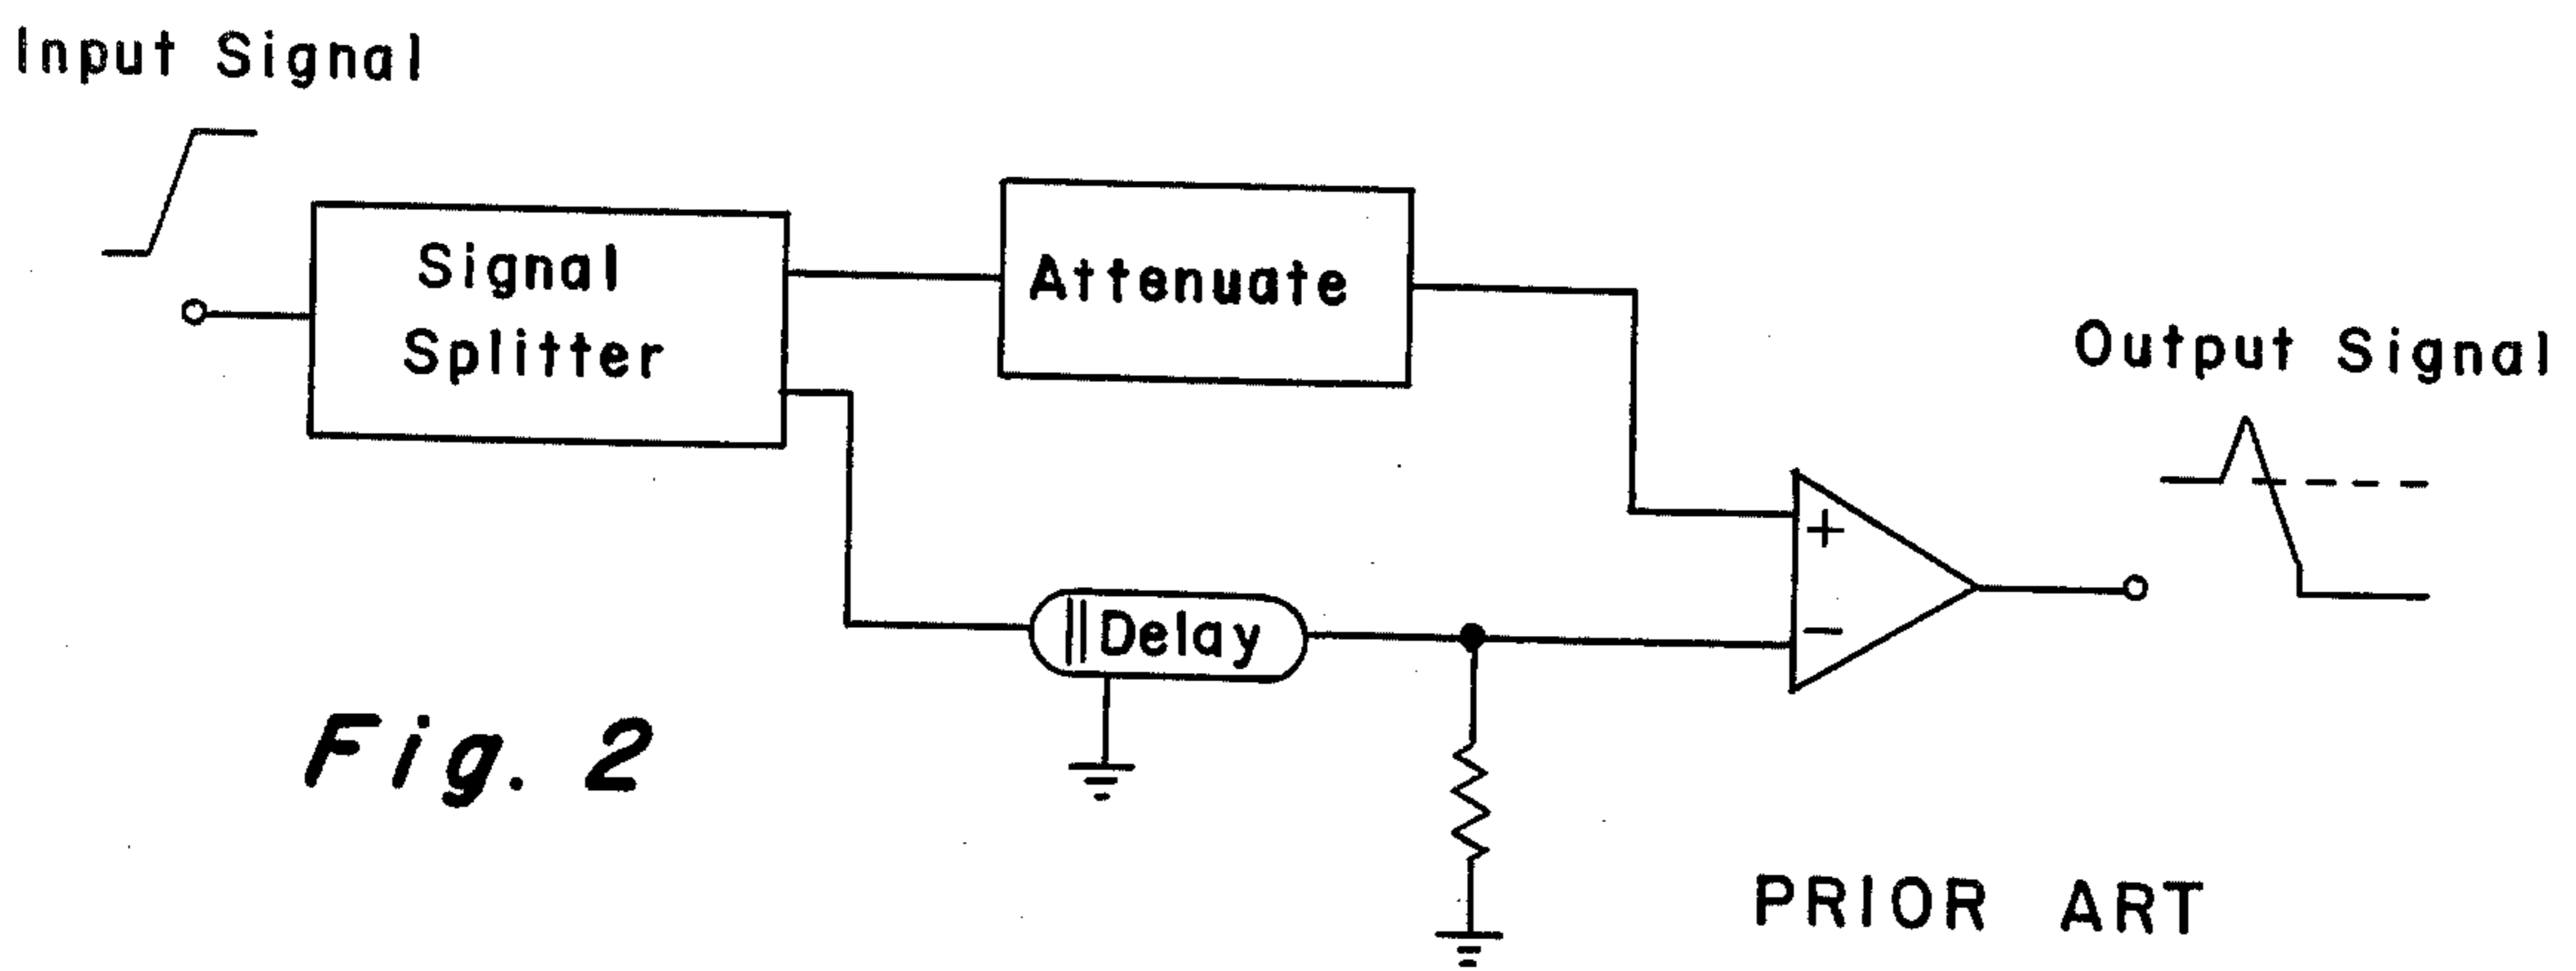 Input Signal
Signal
Splitter
Attenuate
Output Signal
+
Delay
−
Fig. 2
PRIOR ART